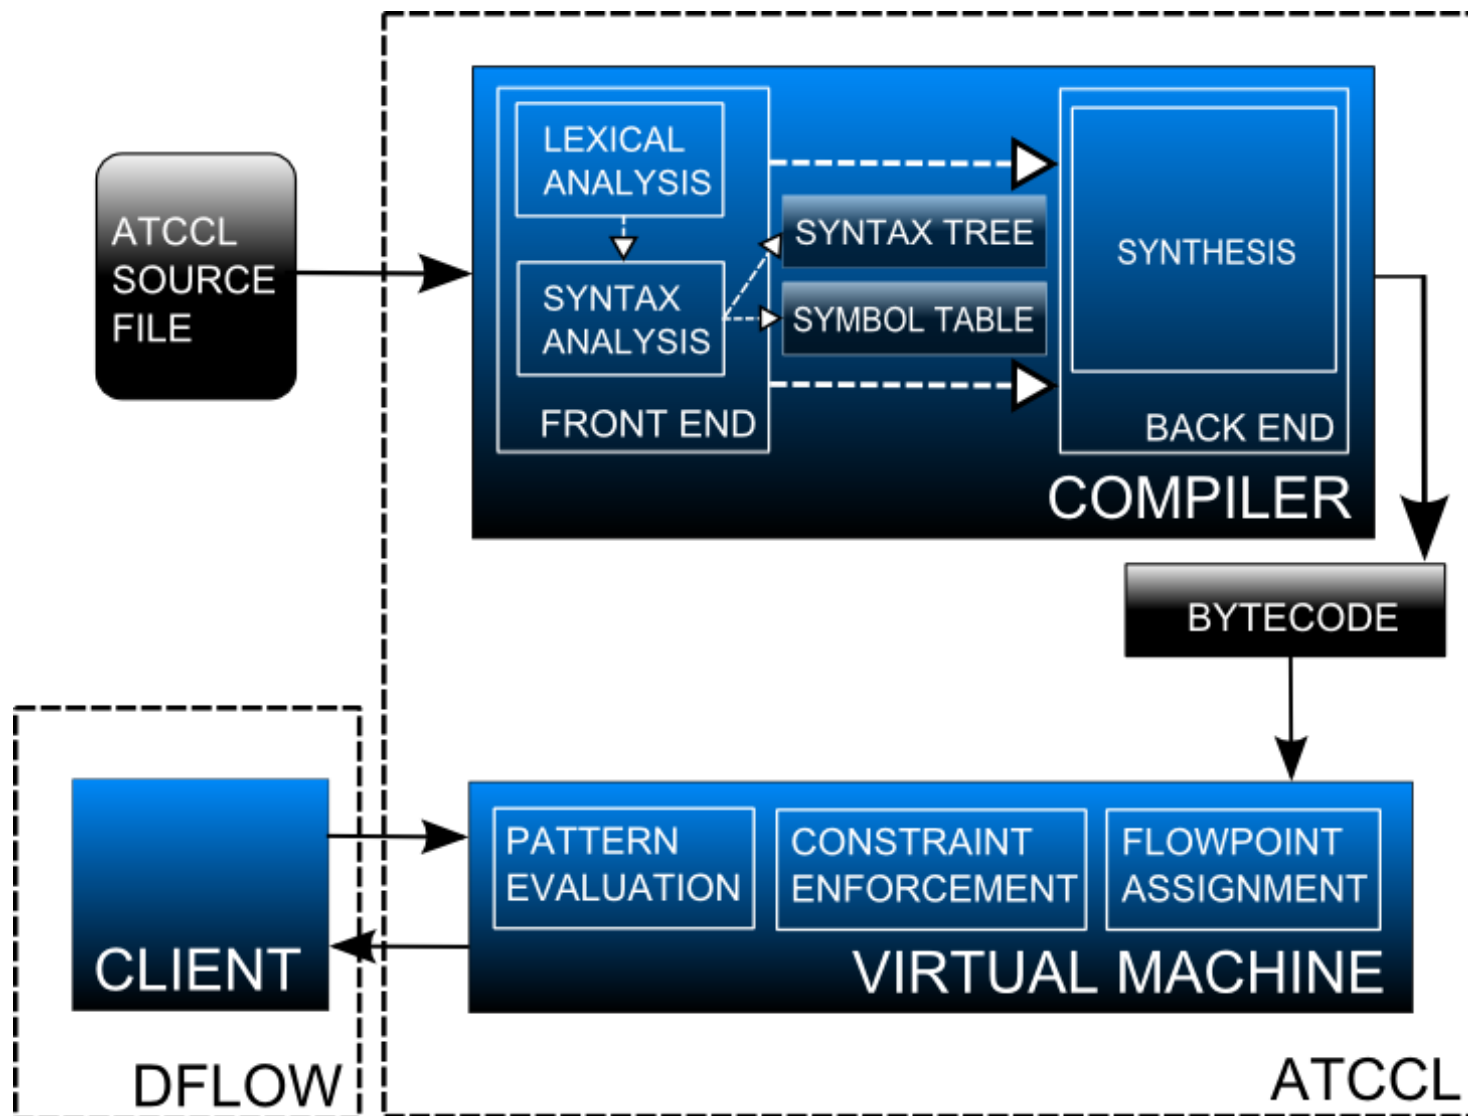 ATCCL
SOURCE
FILE
LEXICAL
ANALYSIS
SYNTAX
ANALYSIS
FRONT END
SYNTAX TREE
SYMBOL TABLE
SYNTHESIS
BACK END
COMPILER
BYTECODE
CLIENT
DFLOW
PATTERN
EVALUATION
CONSTRAINT
ENFORCEMENT
FLOWPOINT
ASSIGNMENT
VIRTUAL MACHINE
ATCCL